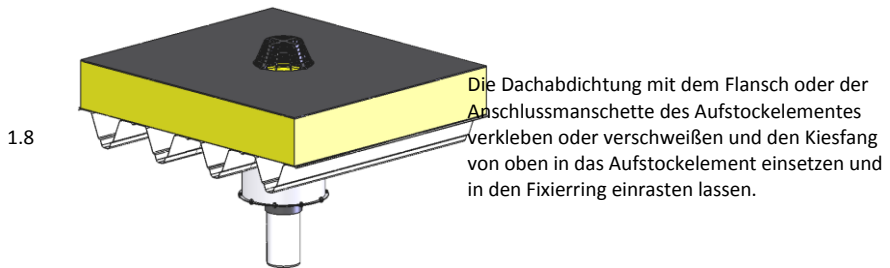 1.8
Die Dachabdichtung mit dem Flansch oder der
Anschlussmanschette des Aufstockelementes
verkleben oder verschweißen und den Kiesfang
von oben in das Aufstockelement einsetzen und
in den Fixierring einrasten lassen.